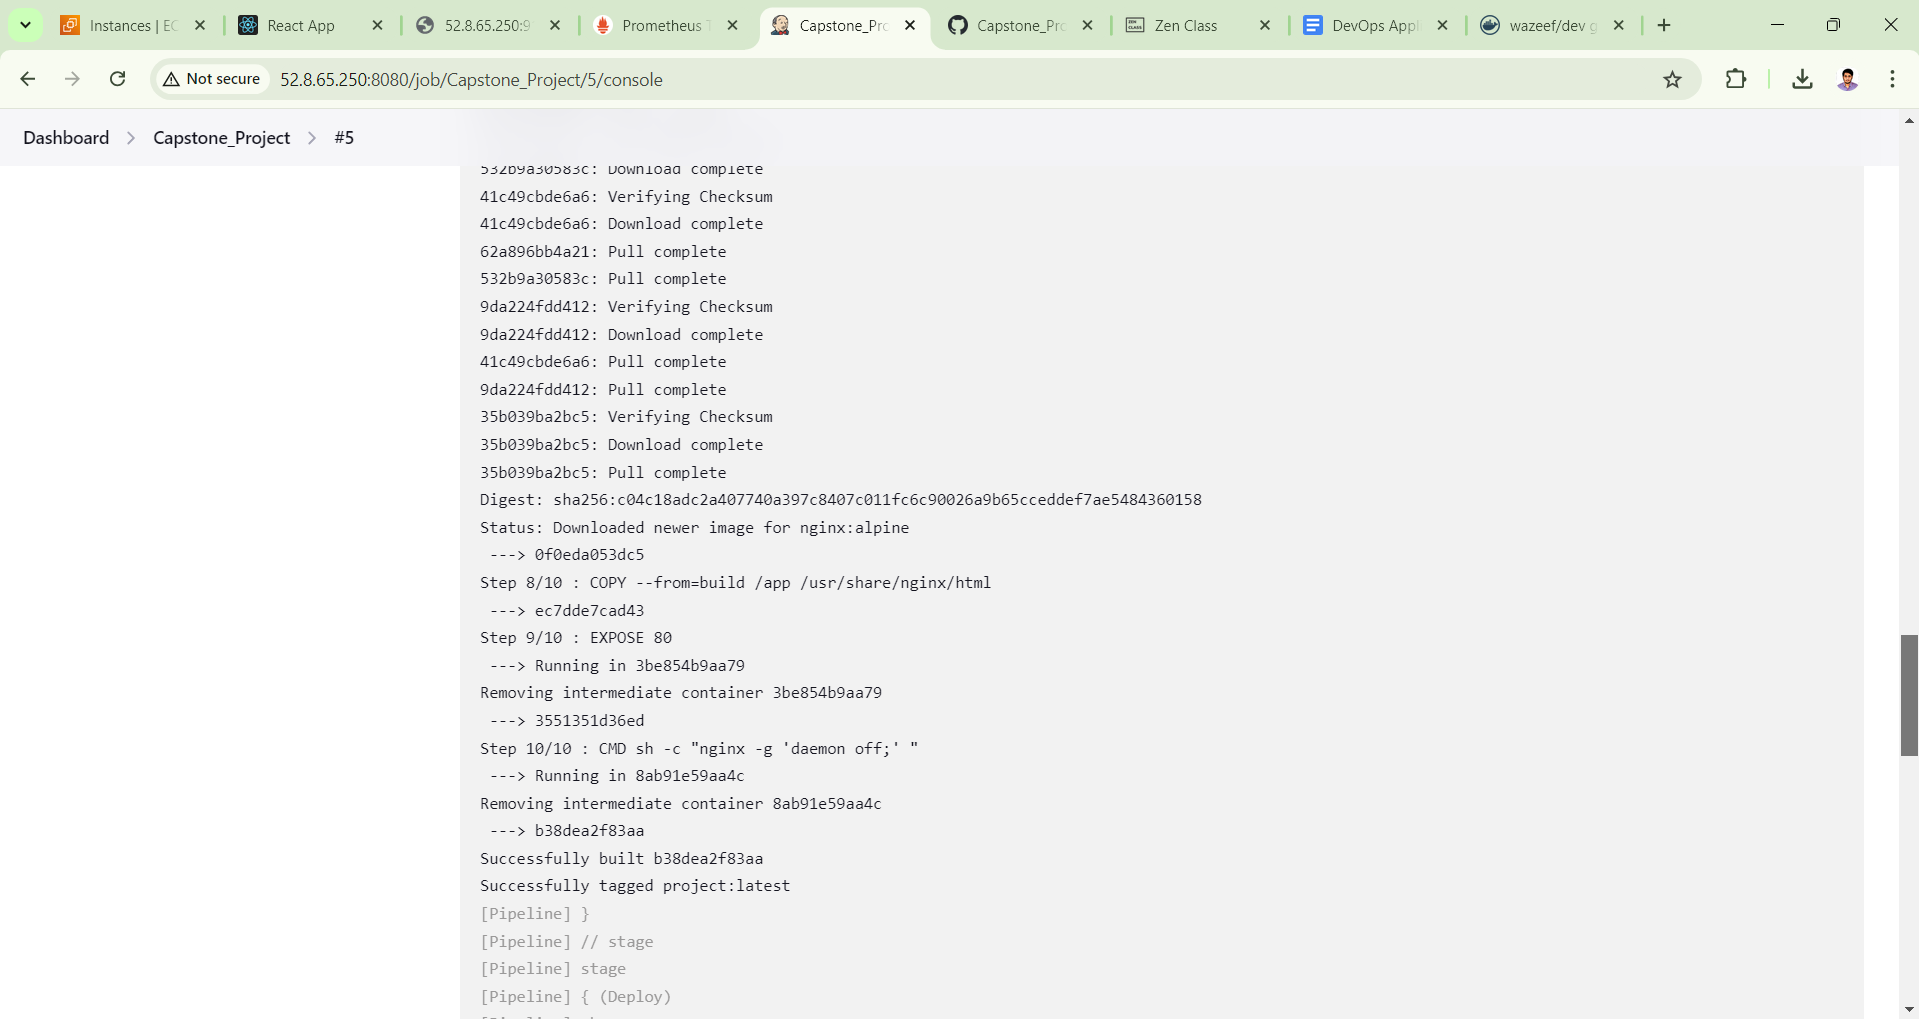 Instances | EC
React App
52.8.65.250:9
Prometheus T
Capstone_Pro
Capstone_Pro
ZEN CLASS
Zen Class
DevOps Appl
wazeef/dev g
Not secure
52.8.65.250:8080/job/Capstone_Project/5/console
Dashboard
Capstone_Project
#5
532b9a30583c: Download complete
41c49cbde6a6: Verifying Checksum
41c49cbde6a6: Download complete
62a896bb4a21: Pull complete
532b9a30583c: Pull complete
9da224fdd412: Verifying Checksum
9da224fdd412: Download complete
41c49cbde6a6: Pull complete
9da224fdd412: Pull complete
35b039ba2bc5: Verifying Checksum
35b039ba2bc5: Download complete
35b039ba2bc5: Pull complete
Digest: sha256:c04c18adc2a407740a397c8407c011fc6c90026a9b65cceddef7ae5484360158
Status: Downloaded newer image for nginx:alpine
---> 0f0eda053dc5
Step 8/10 : COPY --from=build /app /usr/share/nginx/html
---> ec7dde7cad43
Step 9/10 : EXPOSE 80
---> Running in 3be854b9aa79
Removing intermediate container 3be854b9aa79
---> 3551351d36ed
Step 10/10 : CMD sh -c "nginx -g 'daemon off;' "
---> Running in 8ab91e59aa4c
Removing intermediate container 8ab91e59aa4c
---> b38dea2f83aa
Successfully built b38dea2f83aa
Successfully tagged project:latest
[Pipeline] }
[Pipeline] // stage
[Pipeline] stage
[Pipeline] { (Deploy)